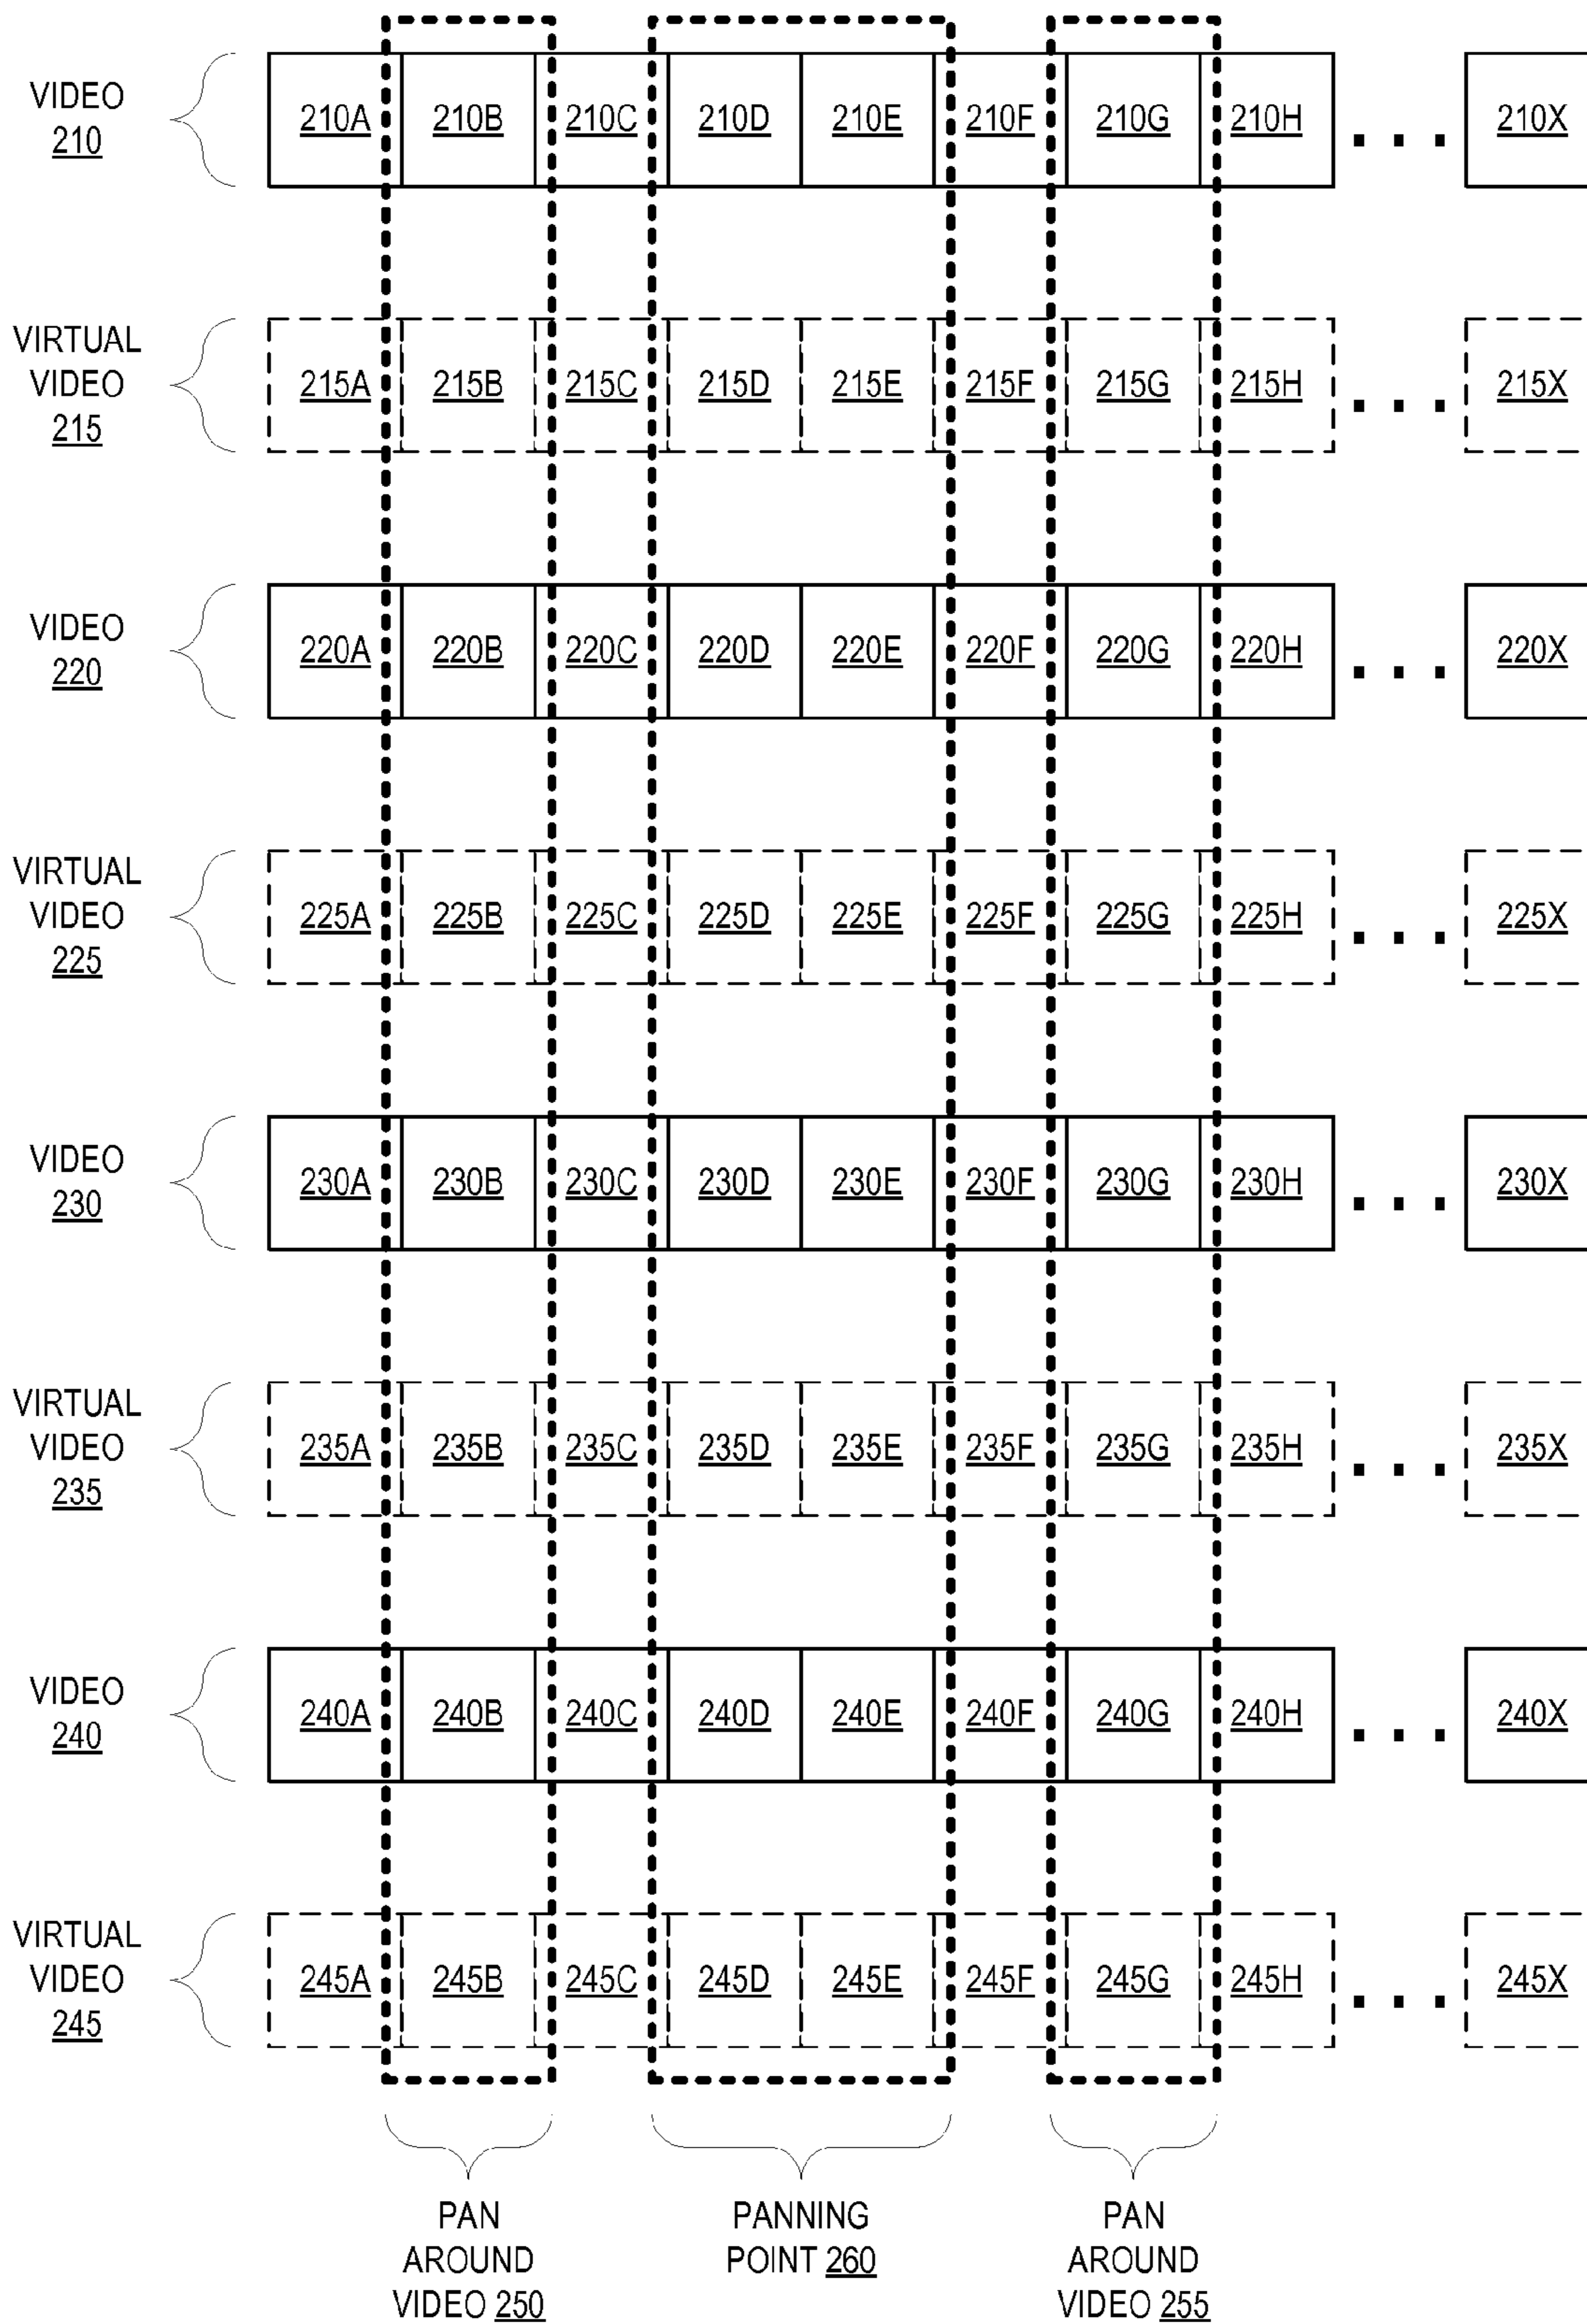 VIDEO
210
210A 210B 210C 210D 210E 210F 210G 210H . . . 210X
VIRTUAL
VIDEO
215
215A 215B 215C 215D 215E 215F 215G 215H . . . 215X
VIDEO
220
220A 220B 220C 220D 220E 220F 220G 220H . . . 220X
VIRTUAL
VIDEO
225
225A 225B 225C 225D 225E 225F 225G 225H . . . 225X
VIDEO
230
230A 230B 230C 230D 230E 230F 230G 230H . . . 230X
VIRTUAL
VIDEO
235
235A 235B 235C 235D 235E 235F 235G 235H . . . 235X
VIDEO
240
240A 240B 240C 240D 240E 240F 240G 240H . . . 240X
VIRTUAL
VIDEO
245
245A 245B 245C 245D 245E 245F 245G 245H . . . 245X
PAN
AROUND
VIDEO 250
PANNING
POINT 260
PAN
AROUND
VIDEO 255